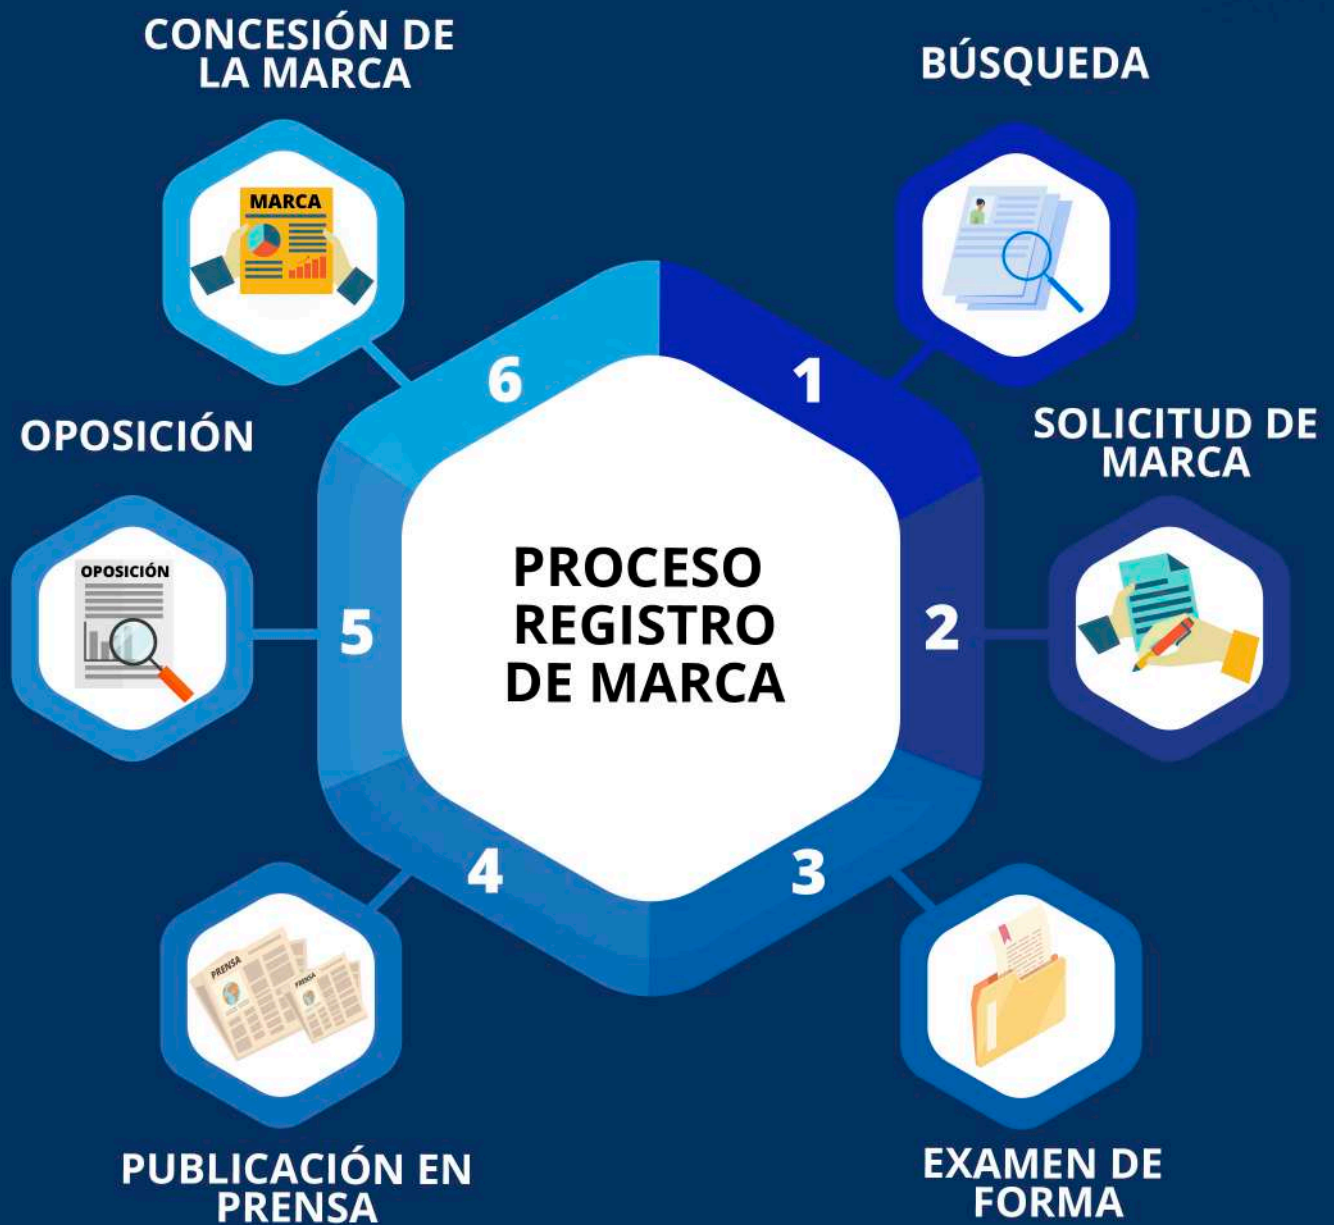 CONCESIÓN DE
LA MARCA
BÚSQUEDA
MARCA
6
1
OPOSICIÓN
SOLICITUD DE
MARCA
OPOSICIÓN
PROCESO
REGISTRO
DE MARCA
5
2
4
3
PRENSA
PRENSA
PUBLICACIÓN EN
PRENSA
EXAMEN DE
FORMA